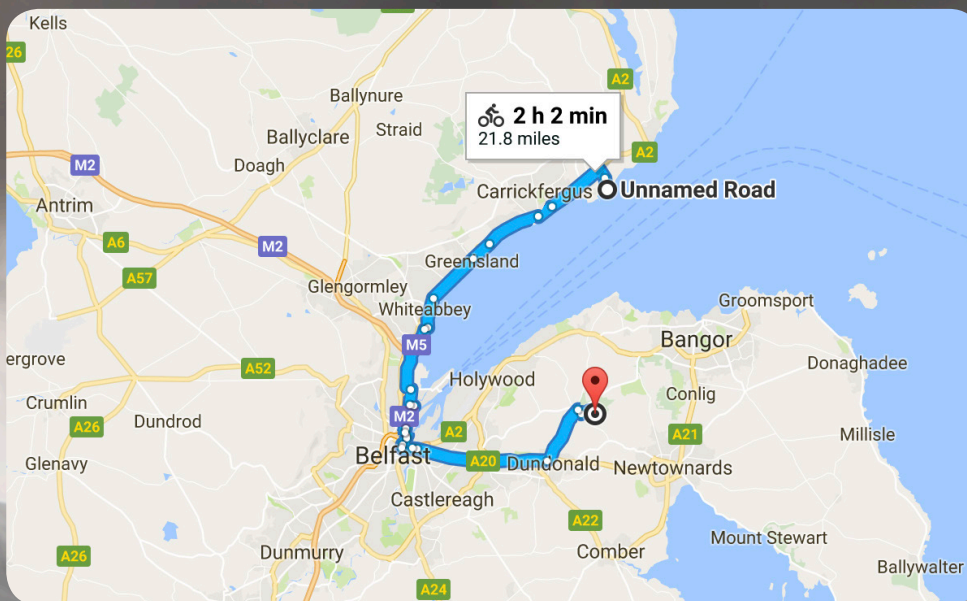 Kells
26
A2
Ballynure
2 h 2 min
21.8 miles
Ballyclare
Straid
A2
M2
Doagh
Carrickfergus
Unnamed Road
Antrim
A6
M2
Greenisland
A57
Glengormley
Whiteabbey
Groomsport
M5
Bangor
ergrove
A52
Holywood
Donaghadee
Crumlin
Conlig
Dundrod
M2
A26
A2
A21
Millisle
Belfast
Glenavy
A20
Dundonald
Newtownards
Castlereagh
A22
Mount Stewart
A26
Dunmurry
Comber
Ballywalter
A24